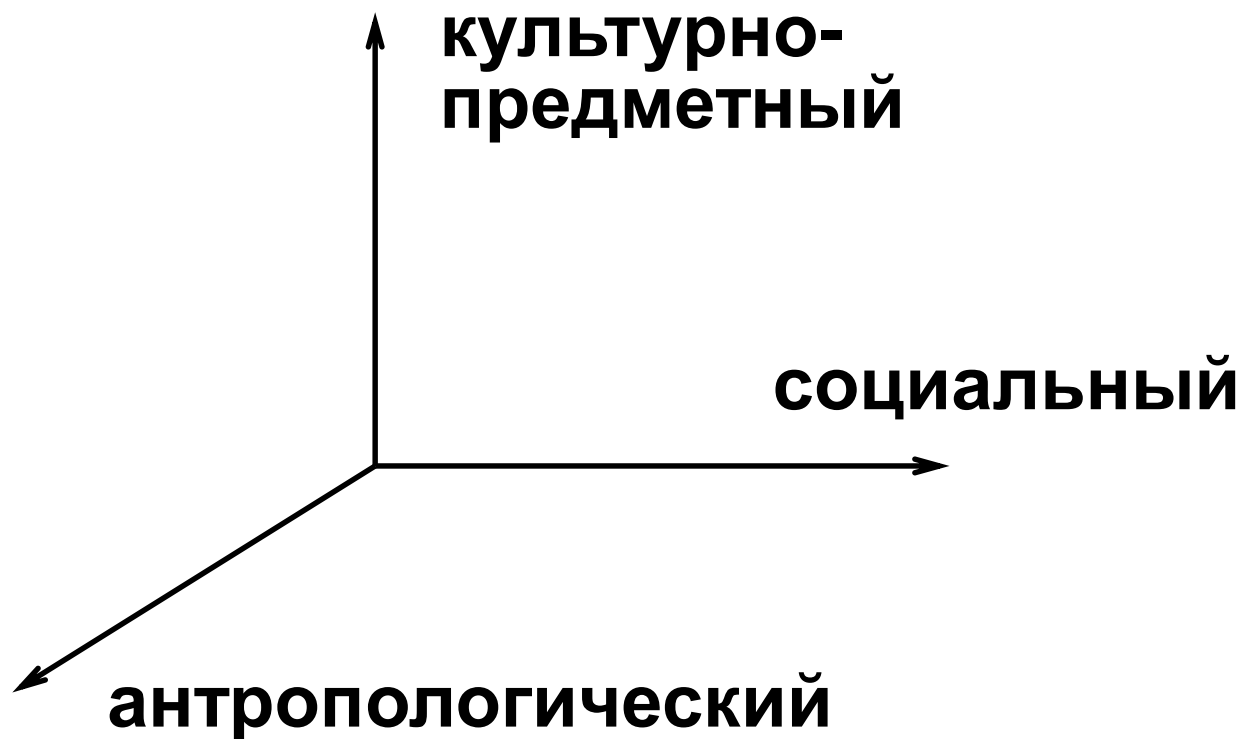 культурно-
предметный
социальный
антропологический